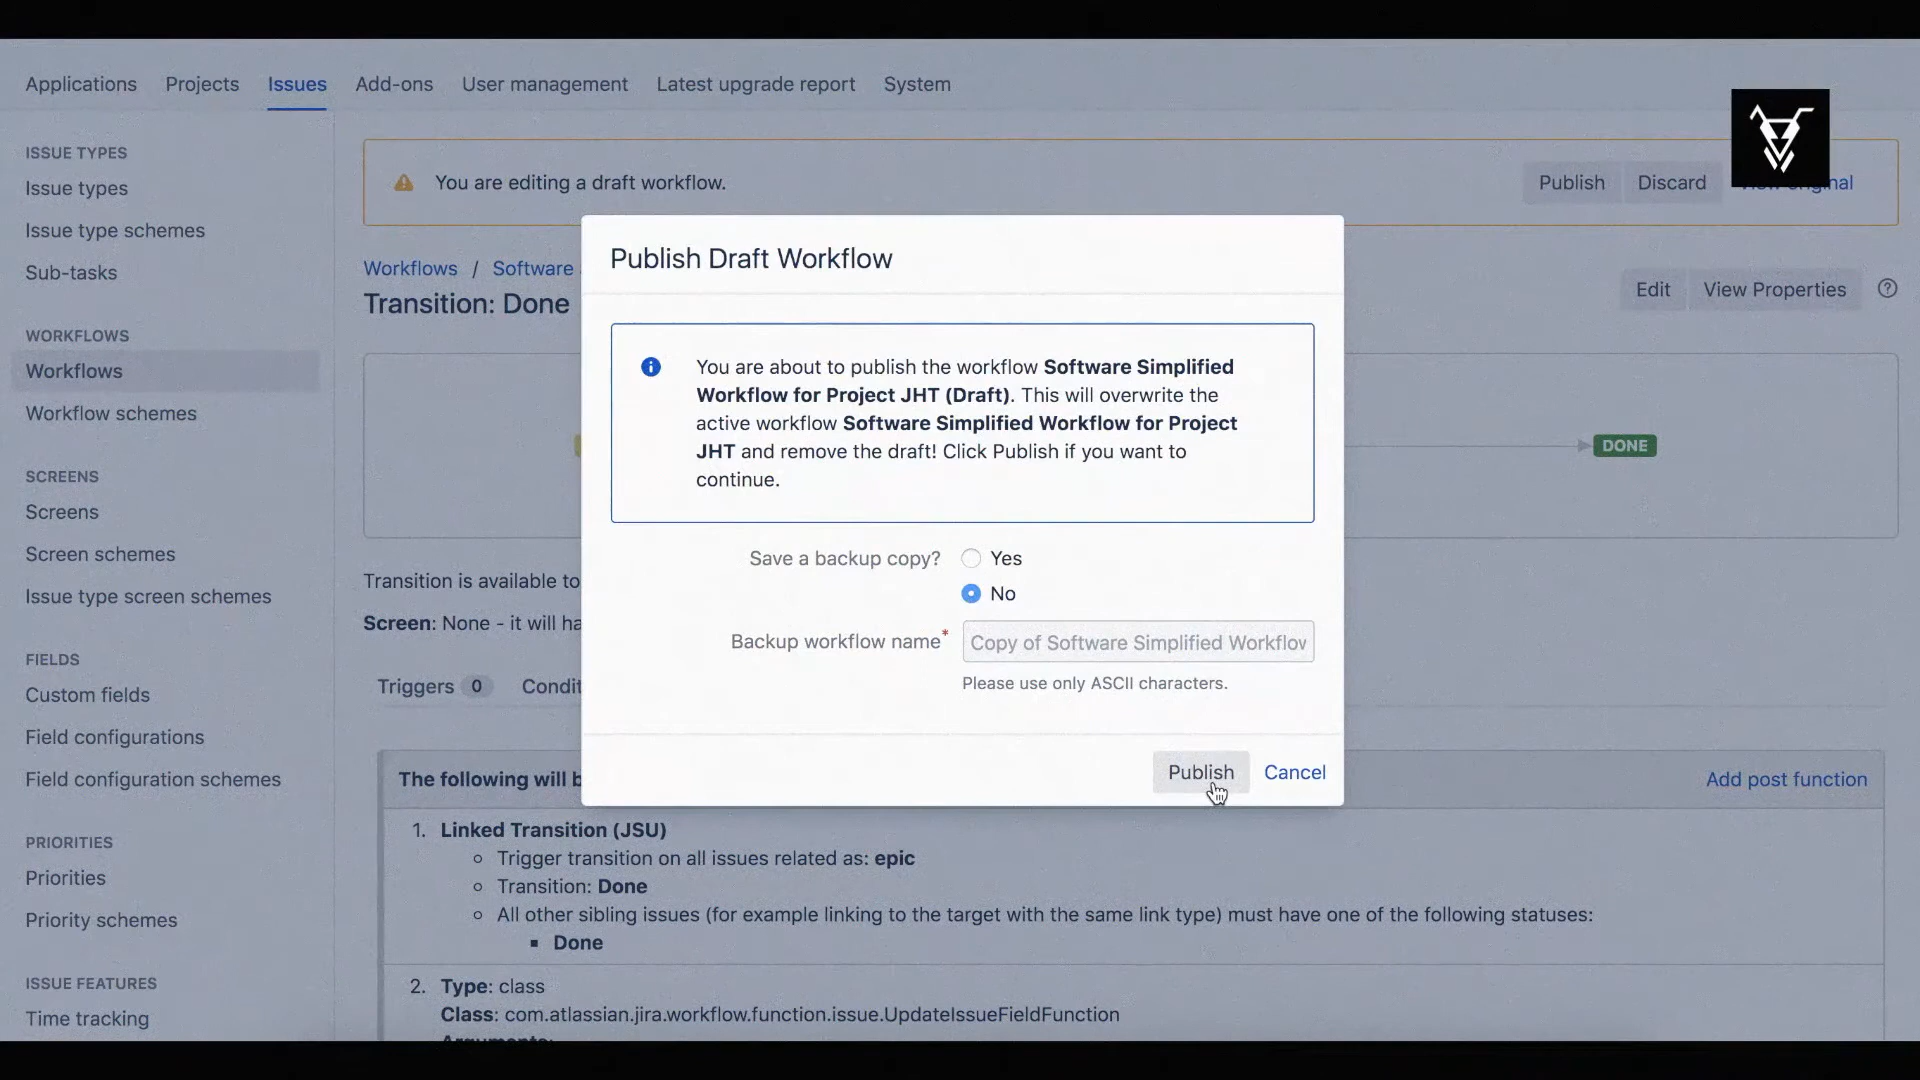 Applications Projects Issues Add-ons User management Latest upgrade report System
ISSUE TYPES
Issue types
Issue type schemes
Sub-tasks
WORKFLOWS
Workflows
Workflow schemes
SCREENS
Screens
Screen schemes
Issue type screen schemes
FIELDS
Custom fields
Field configurations
Field configuration schemes
PRIORITIES
Priorities
Priority schemes
ISSUE FEATURES
Time tracking
You are editing a draft workflow.
Publish Discard
Workflows / Software
Transition: Done
Edit View Properties
DONE
Transition is available to
Screen: None - it will
Triggers 0
Publish Draft Workflow
You are about to publish the workflow Software Simplified
Workflow for Project JHT (Draft). This will overwrite the
active workflow Software Simplified Workflow for Project
JHT and remove the draft! Click Publish if you want to
continue.
Save a backup copy? Yes
No
Backup workflow name* Copy of Software Simplified Workflow
Please use only ASCII characters.
Publish Cancel
The following will
Add post function
1. Linked Transition (JSU)
Trigger transition on all issues related as: epic
Transition: Done
All other sibling issues (for example linking to the target with the same link type) must have one of the following statuses:
Done
2. Type: class
Class: com.atlassian.jira.workflow.function.issue.UpdateIssueFieldFunction